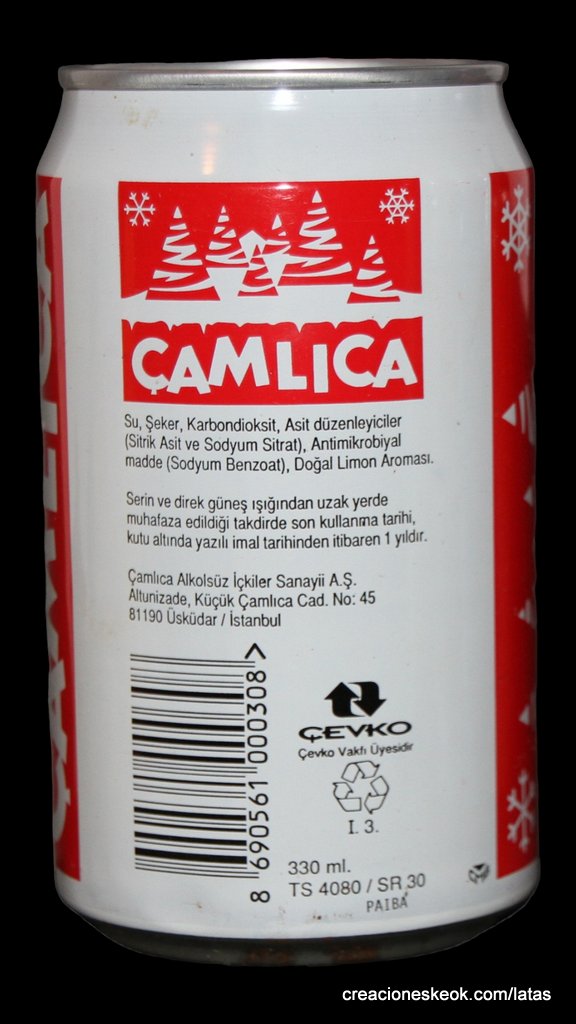 ÇAMLICA
Su, Şeker, Karbondioksit, Asit düzenleyiciler
(Sitrik Asit ve Sodyum Sitrat), Antimikrobiyal
madde (Sodyum Benzoat), Doğal Limon Aroması.
Serin ve direk güneş ışığından uzak yerde
muhafaza edildiği takdirde son kullanma tarihi,
kutu altında yazılı imal tarihinden itibaren 1 yıldır.
Çamlıca Alkolsüz İçkiler Sanayii A.Ş.
Altunizade, Küçük Çamlıca Cad. No: 45
81190 Üsküdar / İstanbul
8 690561 000308 >
ÇEVKO
Çevko Vakfı Üyesidir
I. 3.
330 ml.
TS 4080 / SR 30
PAIBA
creacioneskeok.com/latas